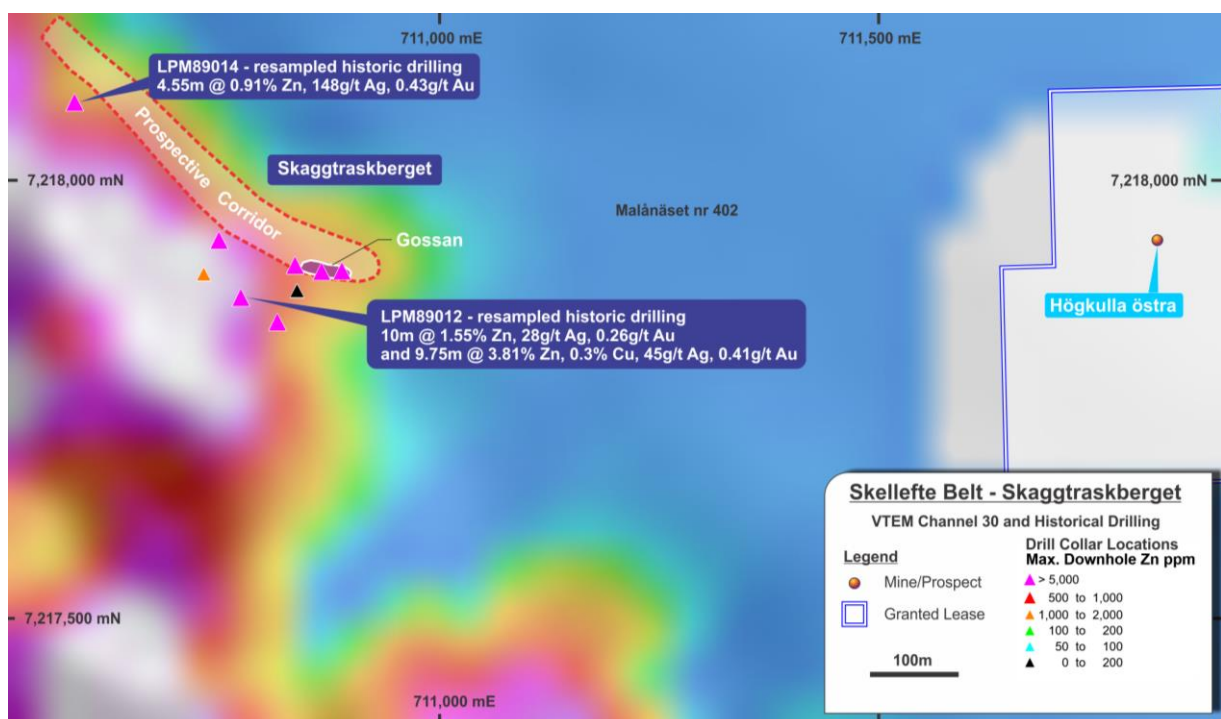 711,000 mE
711,500 mE
LPM89014 - resampled historic drilling
4.55m @ 0.91% Zn, 148g/t Ag, 0.43g/t Au
Prospective Corridor
Skaggtraskberget
7,218,000 mN
7,218,000 mN
Malånäset nr 402
Gossan
Högkulla östra
LPM89012 - resampled historic drilling
10m @ 1.55% Zn, 28g/t Ag, 0.26g/t Au
and 9.75m @ 3.81% Zn, 0.3% Cu, 45g/t Ag, 0.41g/t Au
7,217,500 mN
711,000 mE
Skellefte Belt - Skaggtraskberget
VTEM Channel 30 and Historical Drilling
Legend
Mine/Prospect
Granted Lease
100m
Drill Collar Locations
Max. Downhole Zn ppm
> 5,000
500 to 1,000
1,000 to 2,000
100 to 200
50 to 100
0 to 200